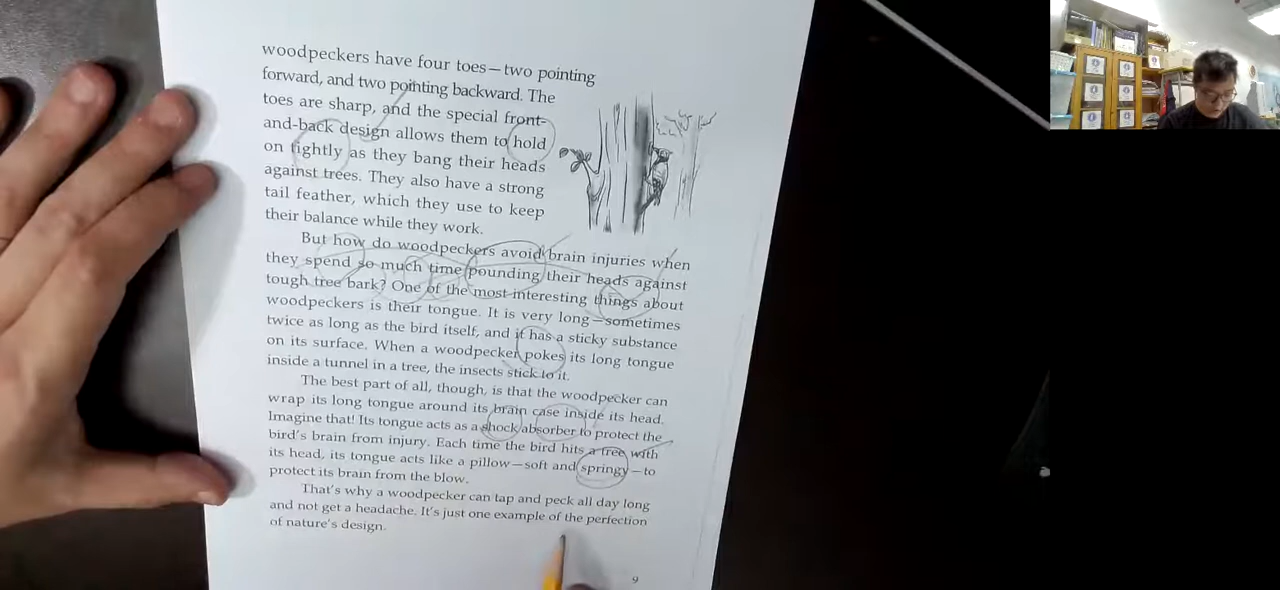 woodpeckers have four toes—two pointing
forward, and two pointing backward. The
toes are sharp, and the special front-
and-back design allows them to hold
on tightly as they bang their heads
against trees. They also have a strong
tail feather, which they use to keep
their balance while they work.
But how do woodpeckers avoid brain injuries when
they spend so much time pounding their heads against
tough tree bark? One of the most interesting things about
woodpeckers is their tongue. It is very long—sometimes
twice as long as the bird itself, and it has a sticky substance
on its surface. When a woodpecker pokes its long tongue
inside a tunnel in a tree, the insects stick to it.
The best part of all, though, is that the woodpecker can
wrap its long tongue around its brain case inside its head.
Imagine that! Its tongue acts as a shock absorber to protect the
bird's brain from injury. Each time the bird hits a tree with
its head, its tongue acts like a pillow—soft and springy—to
protect its brain from the blow.
That's why a woodpecker can tap and peck all day long
and not get a headache. It's just one example of the perfection
of nature's design.
9